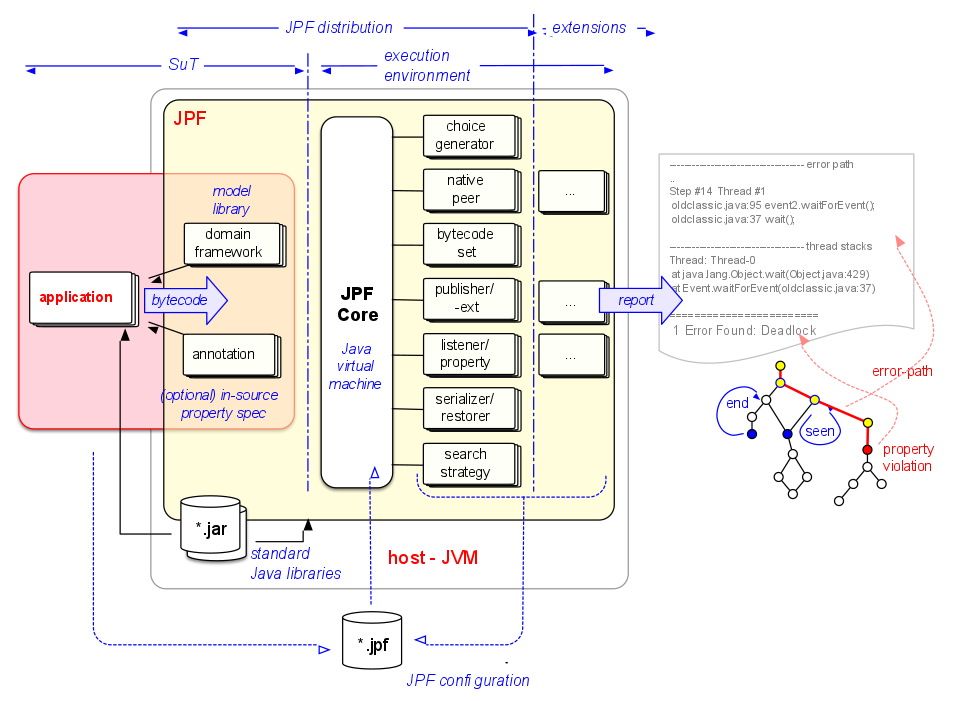 JPF distribution
extensions
SuT
execution
environment
JPF
choice
generator
native
peer
...
bytecode
set
publisher/
-ext
...
listener/
property
...
serializer/
restorer
search
strategy
JPF
Core
Java
virtual
machine
model
library
domain
framework
application
bytecode
annotation
(optional) in-source
property spec
*.jar
standard
Java libraries
host - JVM
*.jpf
JPF configuration
report
------------------------------------ error path
..
Step #14 Thread #1
oldclassic.java:95 event2.waitForEvent();
oldclassic.java:37 wait();
------------------------------------ thread stacks
Thread: Thread-0
at java.lang.Object.wait(Object.java:429)
at Event.waitForEvent(oldclassic.java:37)
========================
1 Error Found: Deadlock
error-path
end
seen
property
violation